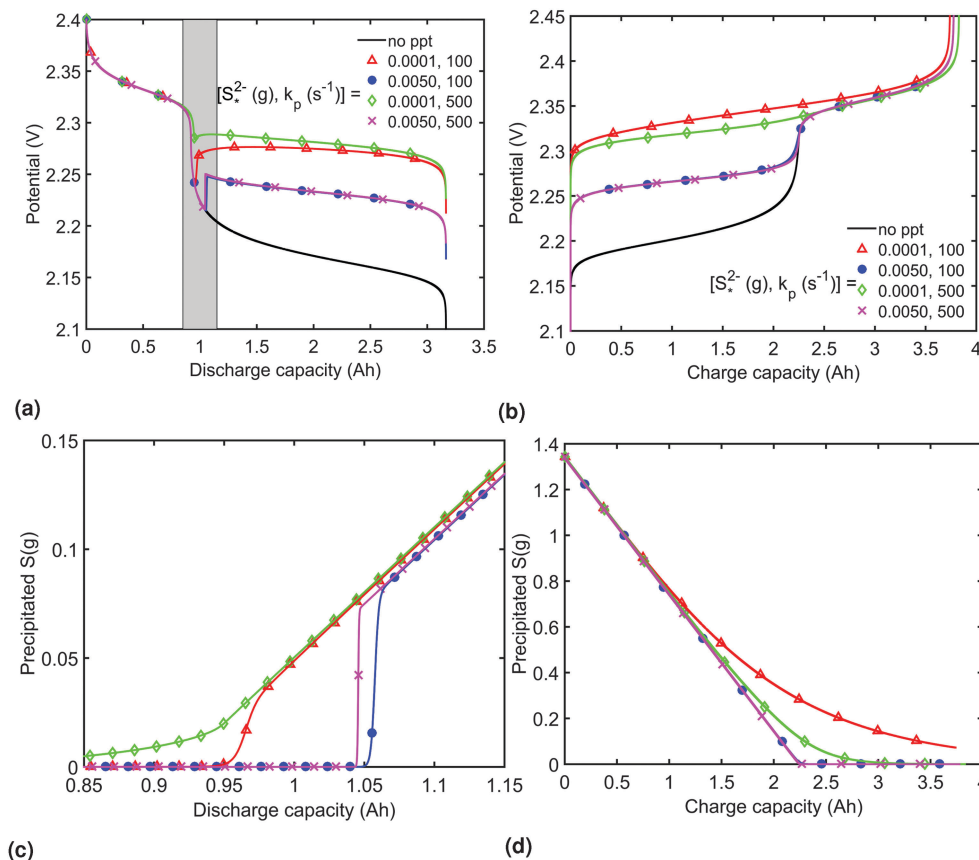 2.4
2.35
2.3
2.25
2.2
2.15
2.1
Potential (V)
0 0.5 1 1.5 2 2.5 3 3.5
Discharge capacity (Ah)
[S*2- (g), kp (s-1)] =
no ppt
0.0001, 100
0.0050, 100
0.0001, 500
0.0050, 500
(a)
2.45
2.4
2.35
2.3
2.25
2.2
2.15
2.1
Potential (V)
0 0.5 1 1.5 2 2.5 3 3.5 4
Charge capacity (Ah)
[S*2- (g), kp (s-1)] =
no ppt
0.0001, 100
0.0050, 100
0.0001, 500
0.0050, 500
(b)
0.15
0.1
0.05
0
Precipitated S(g)
0.85 0.9 0.95 1 1.05 1.1 1.15
Discharge capacity (Ah)
(c)
1.4
1.2
1
0.8
0.6
0.4
0.2
0
Precipitated S(g)
0 0.5 1 1.5 2 2.5 3 3.5 4
Charge capacity (Ah)
(d)